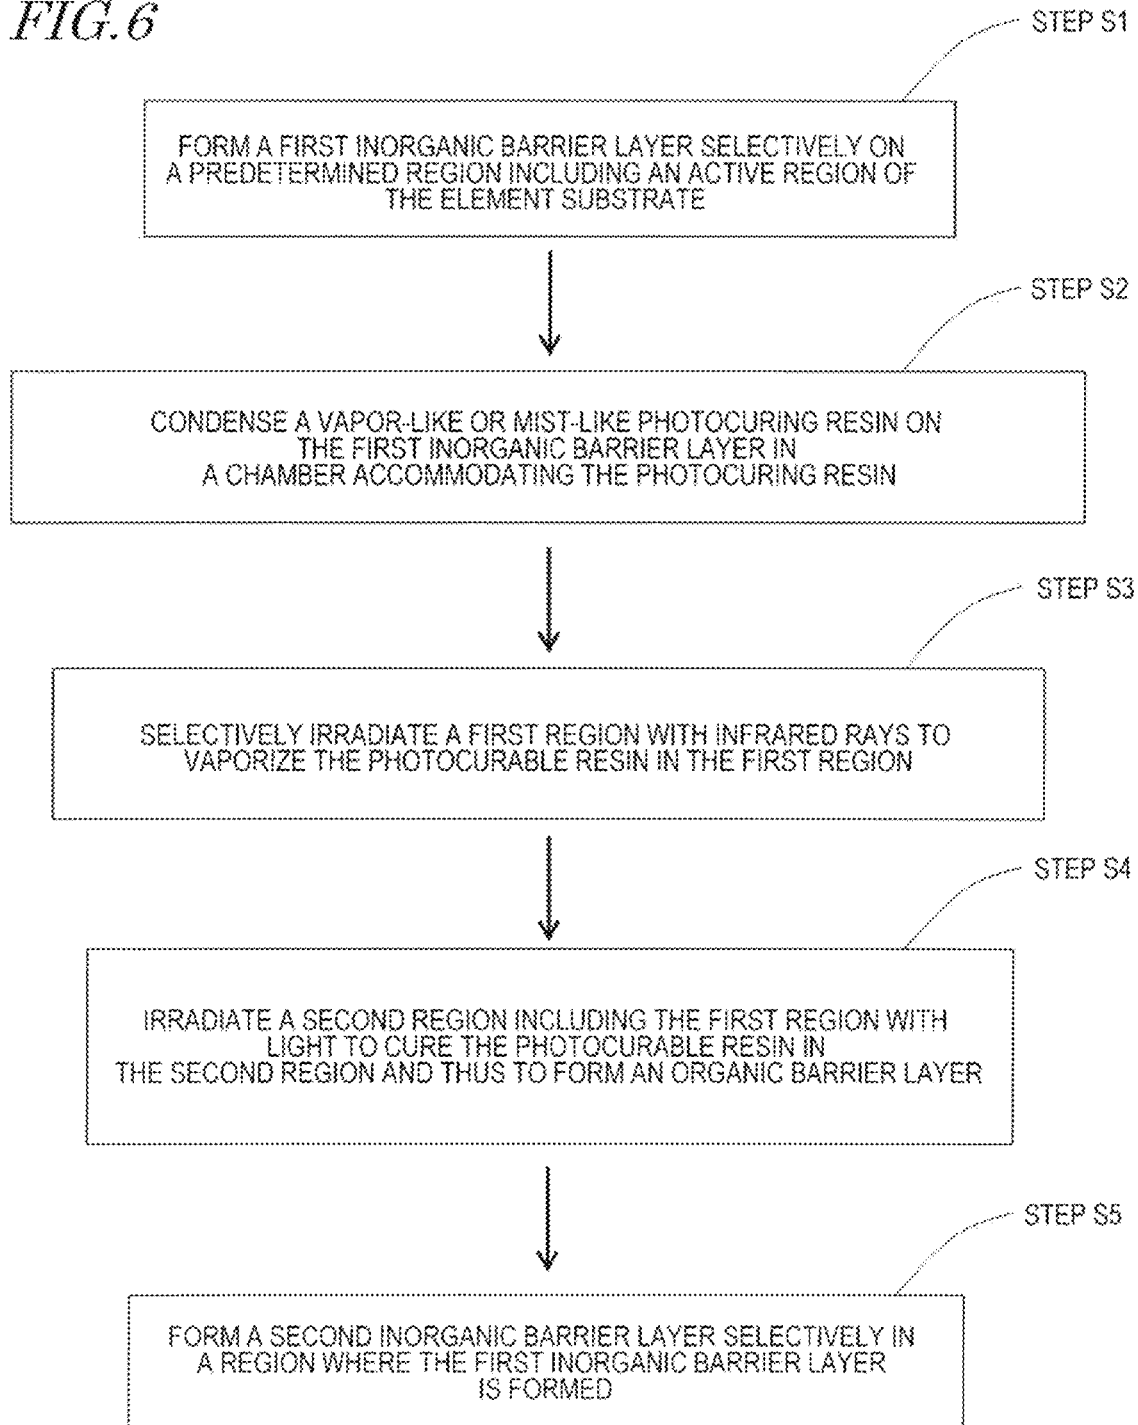 FIG.6
STEP S1
FORM A FIRST INORGANIC BARRIER LAYER SELECTIVELY ON
A PREDETERMINED REGION INCLUDING AN ACTIVE REGION OF
THE ELEMENT SUBSTRATE
STEP S2
CONDENSE A VAPOR-LIKE OR MIST-LIKE PHOTOCURING RESIN ON
THE FIRST INORGANIC BARRIER LAYER IN
A CHAMBER ACCOMMODATING THE PHOTOCURING RESIN
STEP S3
SELECTIVELY IRRADIATE A FIRST REGION WITH INFRARED RAYS TO
VAPORIZE THE PHOTOCURABLE RESIN IN THE FIRST REGION
STEP S4
IRRADIATE A SECOND REGION INCLUDING THE FIRST REGION WITH
LIGHT TO CURE THE PHOTOCURABLE RESIN IN
THE SECOND REGION AND THUS TO FORM AN ORGANIC BARRIER LAYER
STEP S5
FORM A SECOND INORGANIC BARRIER LAYER SELECTIVELY IN
A REGION WHERE THE FIRST INORGANIC BARRIER LAYER
IS FORMED